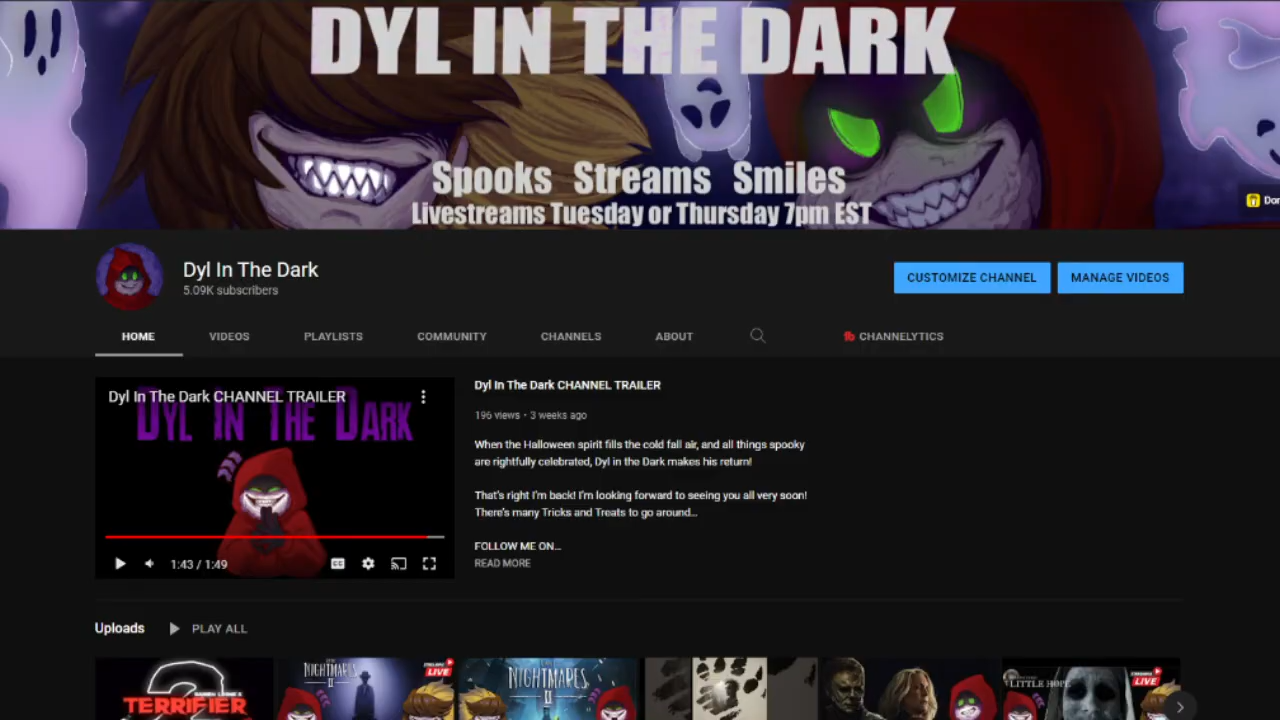 DYL IN THE DARK
Spooks Streams Smiles
Livestreams Tuesday or Thursday 7pm EST
Dyl In The Dark
5.09K subscribers
CUSTOMIZE CHANNEL
MANAGE VIDEOS
HOME VIDEOS PLAYLISTS COMMUNITY CHANNELS ABOUT CHANNELYTICS
Dyl In The Dark CHANNEL TRAILER
DYL IN THE DARK
1:43 / 1:49
Dyl In The Dark CHANNEL TRAILER
196 views • 3 weeks ago
When the Halloween spirit fills the cold fall air, and all things spooky
are rightfully celebrated, Dyl in the Dark makes his return!
That's right I'm back! I'm looking forward to seeing you all very soon!
There's many Tricks and Treats to go around...
FOLLOW ME ON...
READ MORE
Uploads PLAY ALL
TERRIFIER 2
NIGHTMARES II
LIVE
NIGHTMARES
II
LITTLE HOPE
LIVE